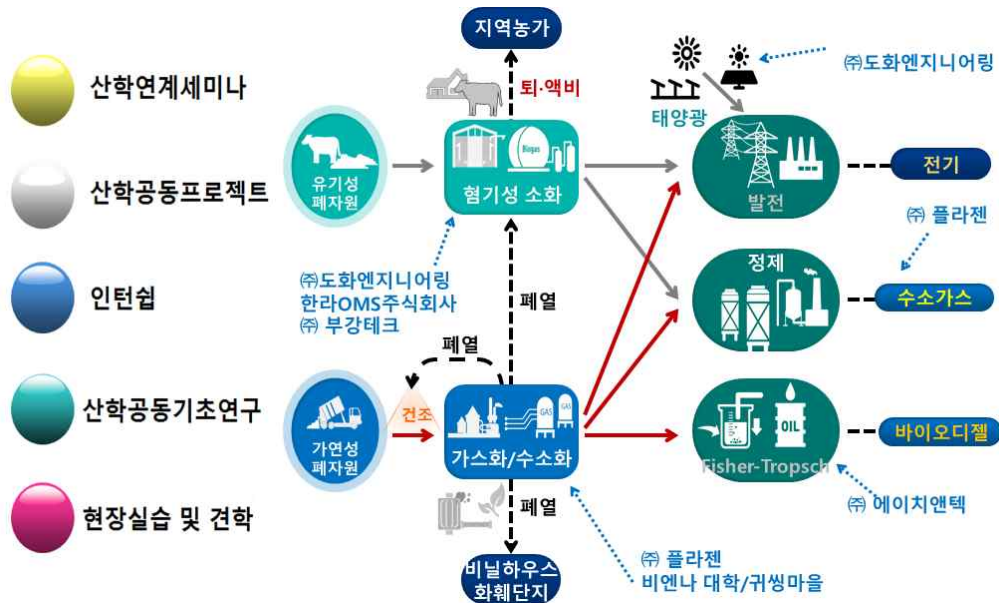 산학연계세미나
산학공동프로젝트
인턴쉽
산학공동기초연구
현장실습 및 견학
지역농가
퇴·액비
유기성
폐자원
Biogas
혐기성 소화
태양광
㈜도화엔지니어링
발전
전기
㈜ 플라젠
정제
수소가스
㈜도화엔지니어링
한라OMS주식회사
㈜ 부강테크
폐열
폐열
건조
가연성
폐자원
GAS
GAS
가스화/수소화
OIL
Fisher-Tropsch
바이오디젤
㈜ 에이치앤텍
폐열
비닐하우스
화훼단지
㈜ 플라젠
비엔나 대학/귀씽마을